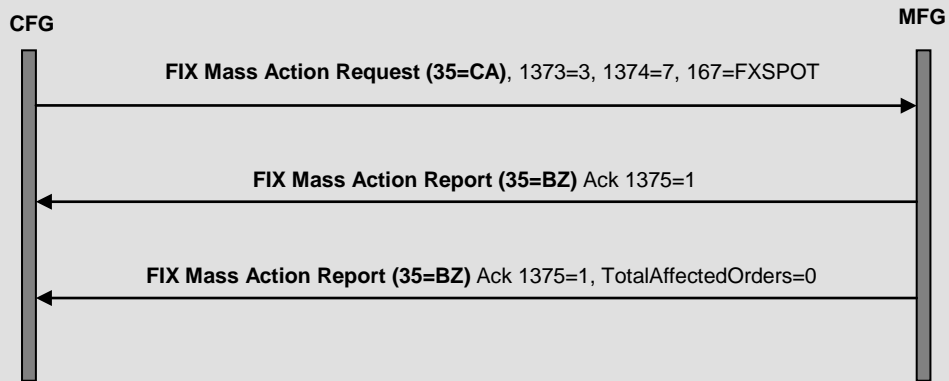 CFG
MFG
FIX Mass Action Request (35=CA), 1373=3, 1374=7, 167=FXSPOT
FIX Mass Action Report (35=BZ) Ack 1375=1
FIX Mass Action Report (35=BZ) Ack 1375=1, TotalAffectedOrders=0